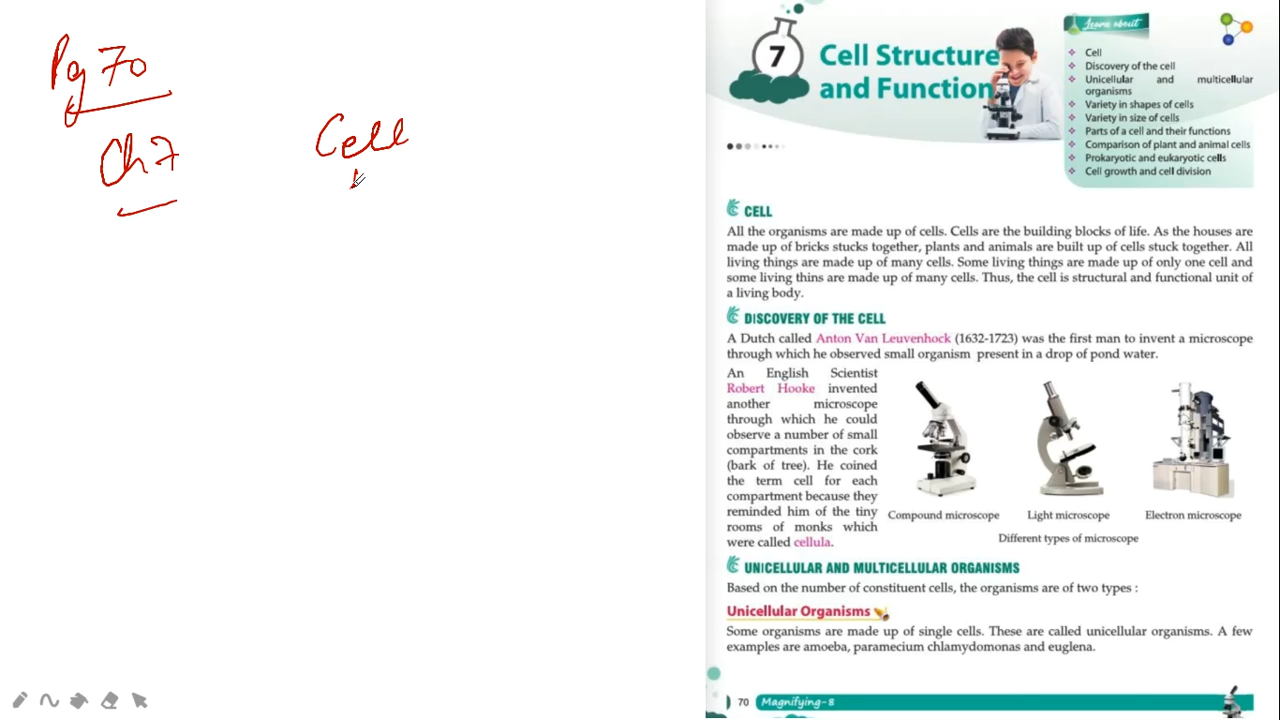 Pg 70
Ch 7
Cell
7
Cell Structure
and Function
Learn about
Cell
Discovery of the cell
Unicellular and multicellular
organisms
Variety in shapes of cells
Variety in size of cells
Parts of a cell and their functions
Comparison of plant and animal cells
Prokaryotic and eukaryotic cells
Cell growth and cell division
CELL
All the organisms are made up of cells. Cells are the building blocks of life. As the houses are
made up of bricks stucks together, plants and animals are built up of cells stuck together. All
living things are made up of many cells. Some living things are made up of only one cell and
some living thins are made up of many cells. Thus, the cell is structural and functional unit of
a living body.
DISCOVERY OF THE CELL
A Dutch called Anton Van Leuvenhock (1632-1723) was the first man to invent a microscope
through which he observed small organism present in a drop of pond water.
An English Scientist
Robert Hooke invented
another microscope
through which he could
observe a number of small
compartments in the cork
(bark of tree). He coined
the term cell for each
compartment because they
reminded him of the tiny
rooms of monks which
were called cellula.
Compound microscope
Light microscope
Electron microscope
Different types of microscope
UNICELLULAR AND MULTICELLULAR ORGANISMS
Based on the number of constituent cells, the organisms are of two types :
Unicellular Organisms
Some organisms are made up of single cells. These are called unicellular organisms. A few
examples are amoeba, paramecium chlamydomonas and euglena.
70 Magnifying-8